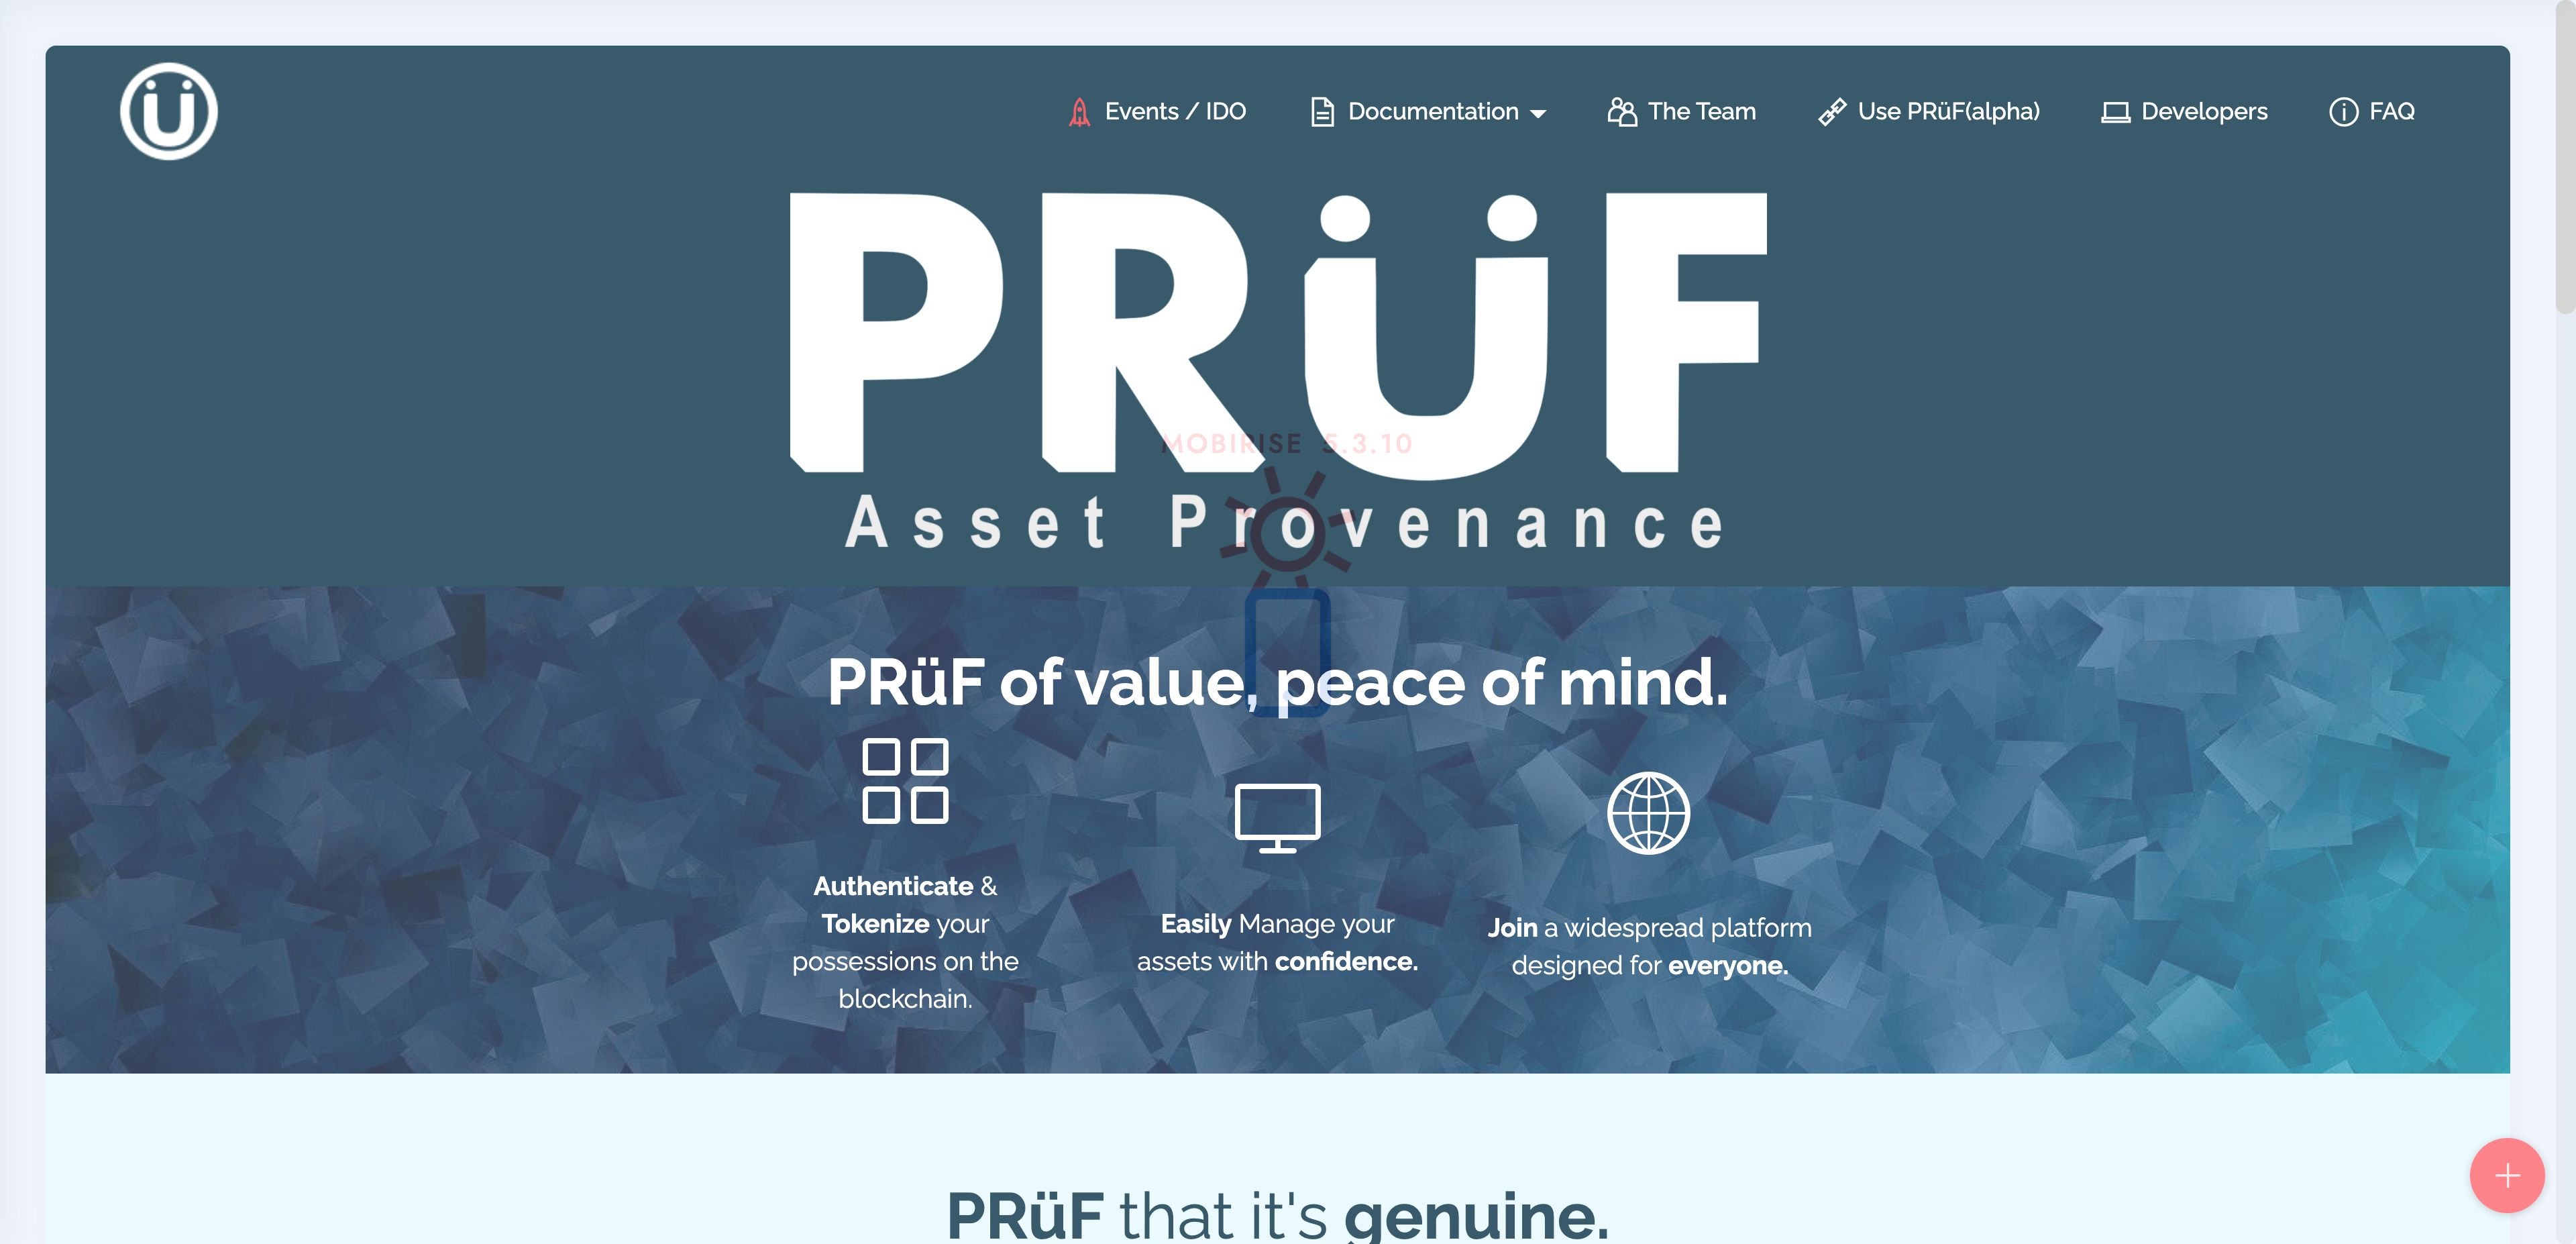 Ü
Events / IDO
Documentation
The Team
Use PRüF(alpha)
Developers
FAQ
PRüF
MOBIRISE 5.3.10
Asset Provenance
PRüF of value, peace of mind.
Authenticate &
Tokenize your
possessions on the
blockchain.
Easily Manage your
assets with confidence.
Join a widespread platform
designed for everyone.
PRüF that it's genuine.